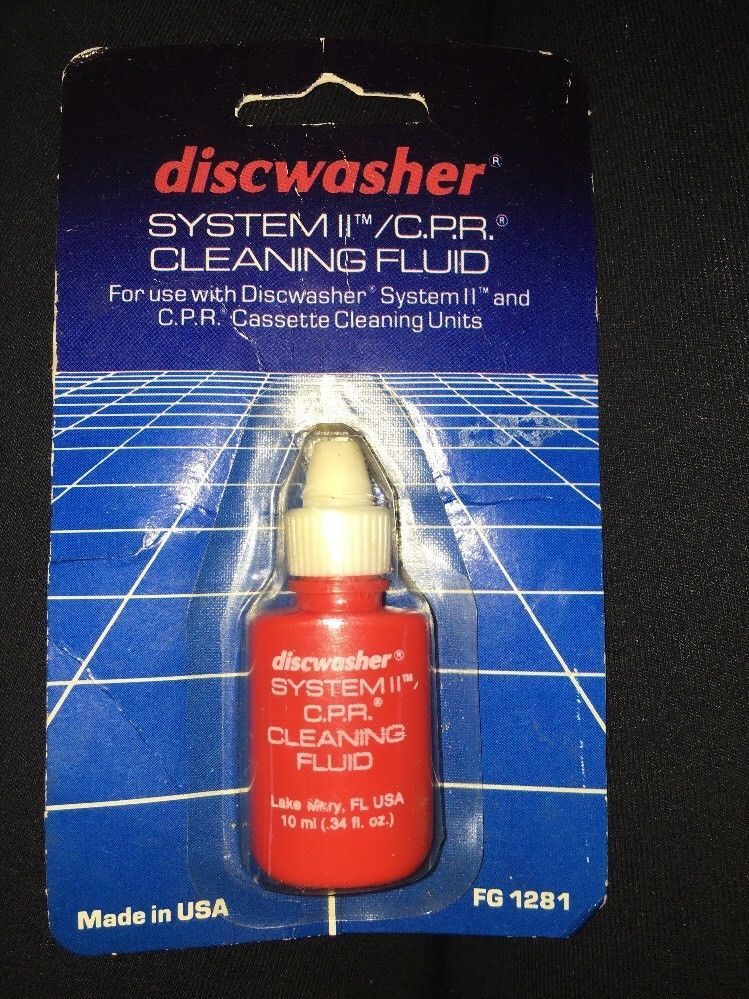 discwasher®
SYSTEM II™/C.P.R.®
CLEANING FLUID
For use with Discwasher® System II™ and
C.P.R.® Cassette Cleaning Units
discwasher®
SYSTEM II™/
C.P.R.®
CLEANING
FLUID
Lake Mary, FL USA
10 ml (.34 fl. oz.)
Made in USA
FG 1281